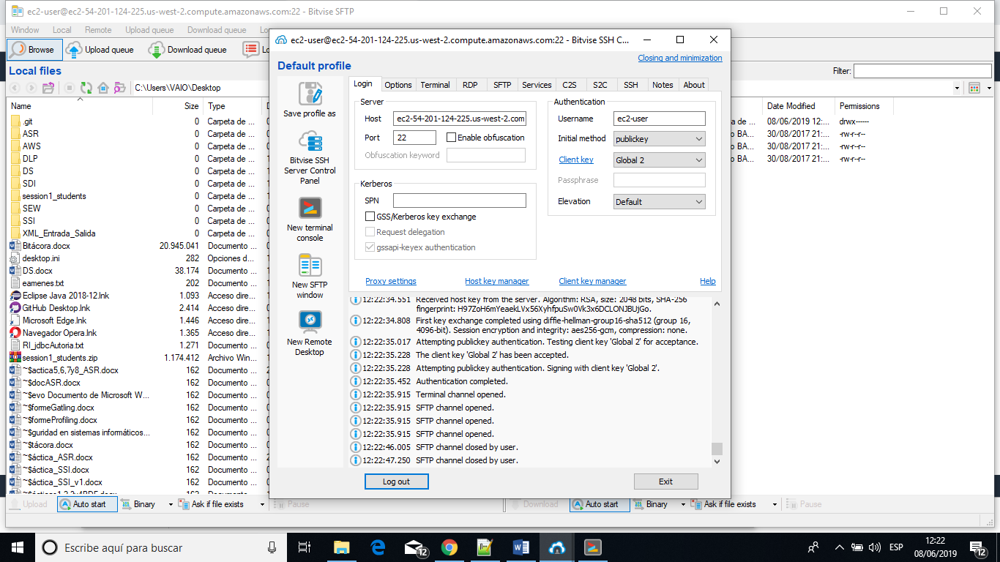 ec2-user@ec2-54-201-124-225.us-west-2.compute.amazonaws.com:22 - Bitvise SFTP
Window Local Remote Upload queue Download queue
Browse Upload queue Download queue
Local files
Filter:
C:\Users\VAIO\Desktop
Name Size Type
.git 0 Carpeta de ...
ASR 0 Carpeta de ...
AWS 0 Carpeta de ...
DLP 0 Carpeta de ...
DS 0 Carpeta de ...
SDI 0 Carpeta de ...
session1_students 0 Carpeta de ...
SEW 0 Carpeta de ...
SSI 0 Carpeta de ...
XML_Entrada_Salida 0 Carpeta de ...
Bitácora.docx 20.945.041 Documento ...
desktop.ini 282 Opciones d...
DS.docx 38.174 Documento ...
eamenes.txt 202 Documento ...
Eclipse Java 2018-12.lnk 1.093 Acceso dire...
GitHub Desktop.lnk 2.414 Acceso dire...
Microsoft Edge.lnk 1.446 Acceso dire...
Navegador Opera.lnk 1.365 Acceso dire...
RI_jdbcAutoria.txt 1.271 Documento ...
session1_students.zip 1.174.412 Archivo Win...
~$actica5,6,7y8_ASR.docx 162 Documento ...
~$docASR.docx 162 Documento ...
~$evo Documento de Microsoft W... 162 Documento ...
~$formeGatling.docx 162 Documento ...
~$formeProfiling.docx 162 Documento ...
~$guridad en sistemas informáticos... 162 Documento ...
~$tácora.docx 162 Documento ...
~$áctica_ASR.docx 162 Documento ...
~$áctica_SSI.docx 162 Documento ...
~$áctica_SSI_v1.docx 162 Documento ...
Upload Auto start Binary Ask if file exists Pause
ec2-user@ec2-54-201-124-225.us-west-2.compute.amazonaws.com:22 - Bitvise SSH C...
Closing and minimization
Default profile
Save profile as
Bitvise SSH
Server Control
Panel
New terminal
console
New SFTP
window
New Remote
Desktop
Login Options Terminal RDP SFTP Services C2S S2C SSH Notes About
Server
Host ec2-54-201-124-225.us-west-2.com
Port 22 Enable obfuscation
Obfuscation keyword
Kerberos
SPN
GSS/Kerberos key exchange
Request delegation
gssapi-keyex authentication
Authentication
Username ec2-user
Initial method publickey
Client key Global 2
Passphrase
Elevation Default
Proxy settings Host key manager Client key manager Help
12:22:34.551 Received host key from the server. Algorithm: RSA, size: 2048 bits, SHA-256
fingerprint: H97ZoH6mYeaekLVx56XyhfpuSw0Vk3x6DCLONJBUjGo.
12:22:34.808 First key exchange completed using diffie-hellman-group16-sha512 (group 16,
4096-bit). Session encryption and integrity: aes256-gcm, compression: none.
12:22:35.017 Attempting publickey authentication. Testing client key 'Global 2' for acceptance.
12:22:35.228 The client key 'Global 2' has been accepted.
12:22:35.228 Attempting publickey authentication. Signing with client key 'Global 2'.
12:22:35.452 Authentication completed.
12:22:35.915 Terminal channel opened.
12:22:35.915 SFTP channel opened.
12:22:35.915 SFTP channel opened.
12:22:35.915 SFTP channel opened.
12:22:46.005 SFTP channel closed by user.
12:22:47.250 SFTP channel closed by user.
Log out Exit
Date Modified Permissions
a de ... 08/06/2019 12:... drwx------
BA... 30/08/2017 21:... -rw-r--r--
BA... 30/08/2017 21:... -rw-r--r--
BA... 30/08/2017 21:... -rw-r--r--
Download Auto start Binary Ask if file exists Pause
Escribe aquí para buscar
12
ESP
12:22
08/06/2019
12